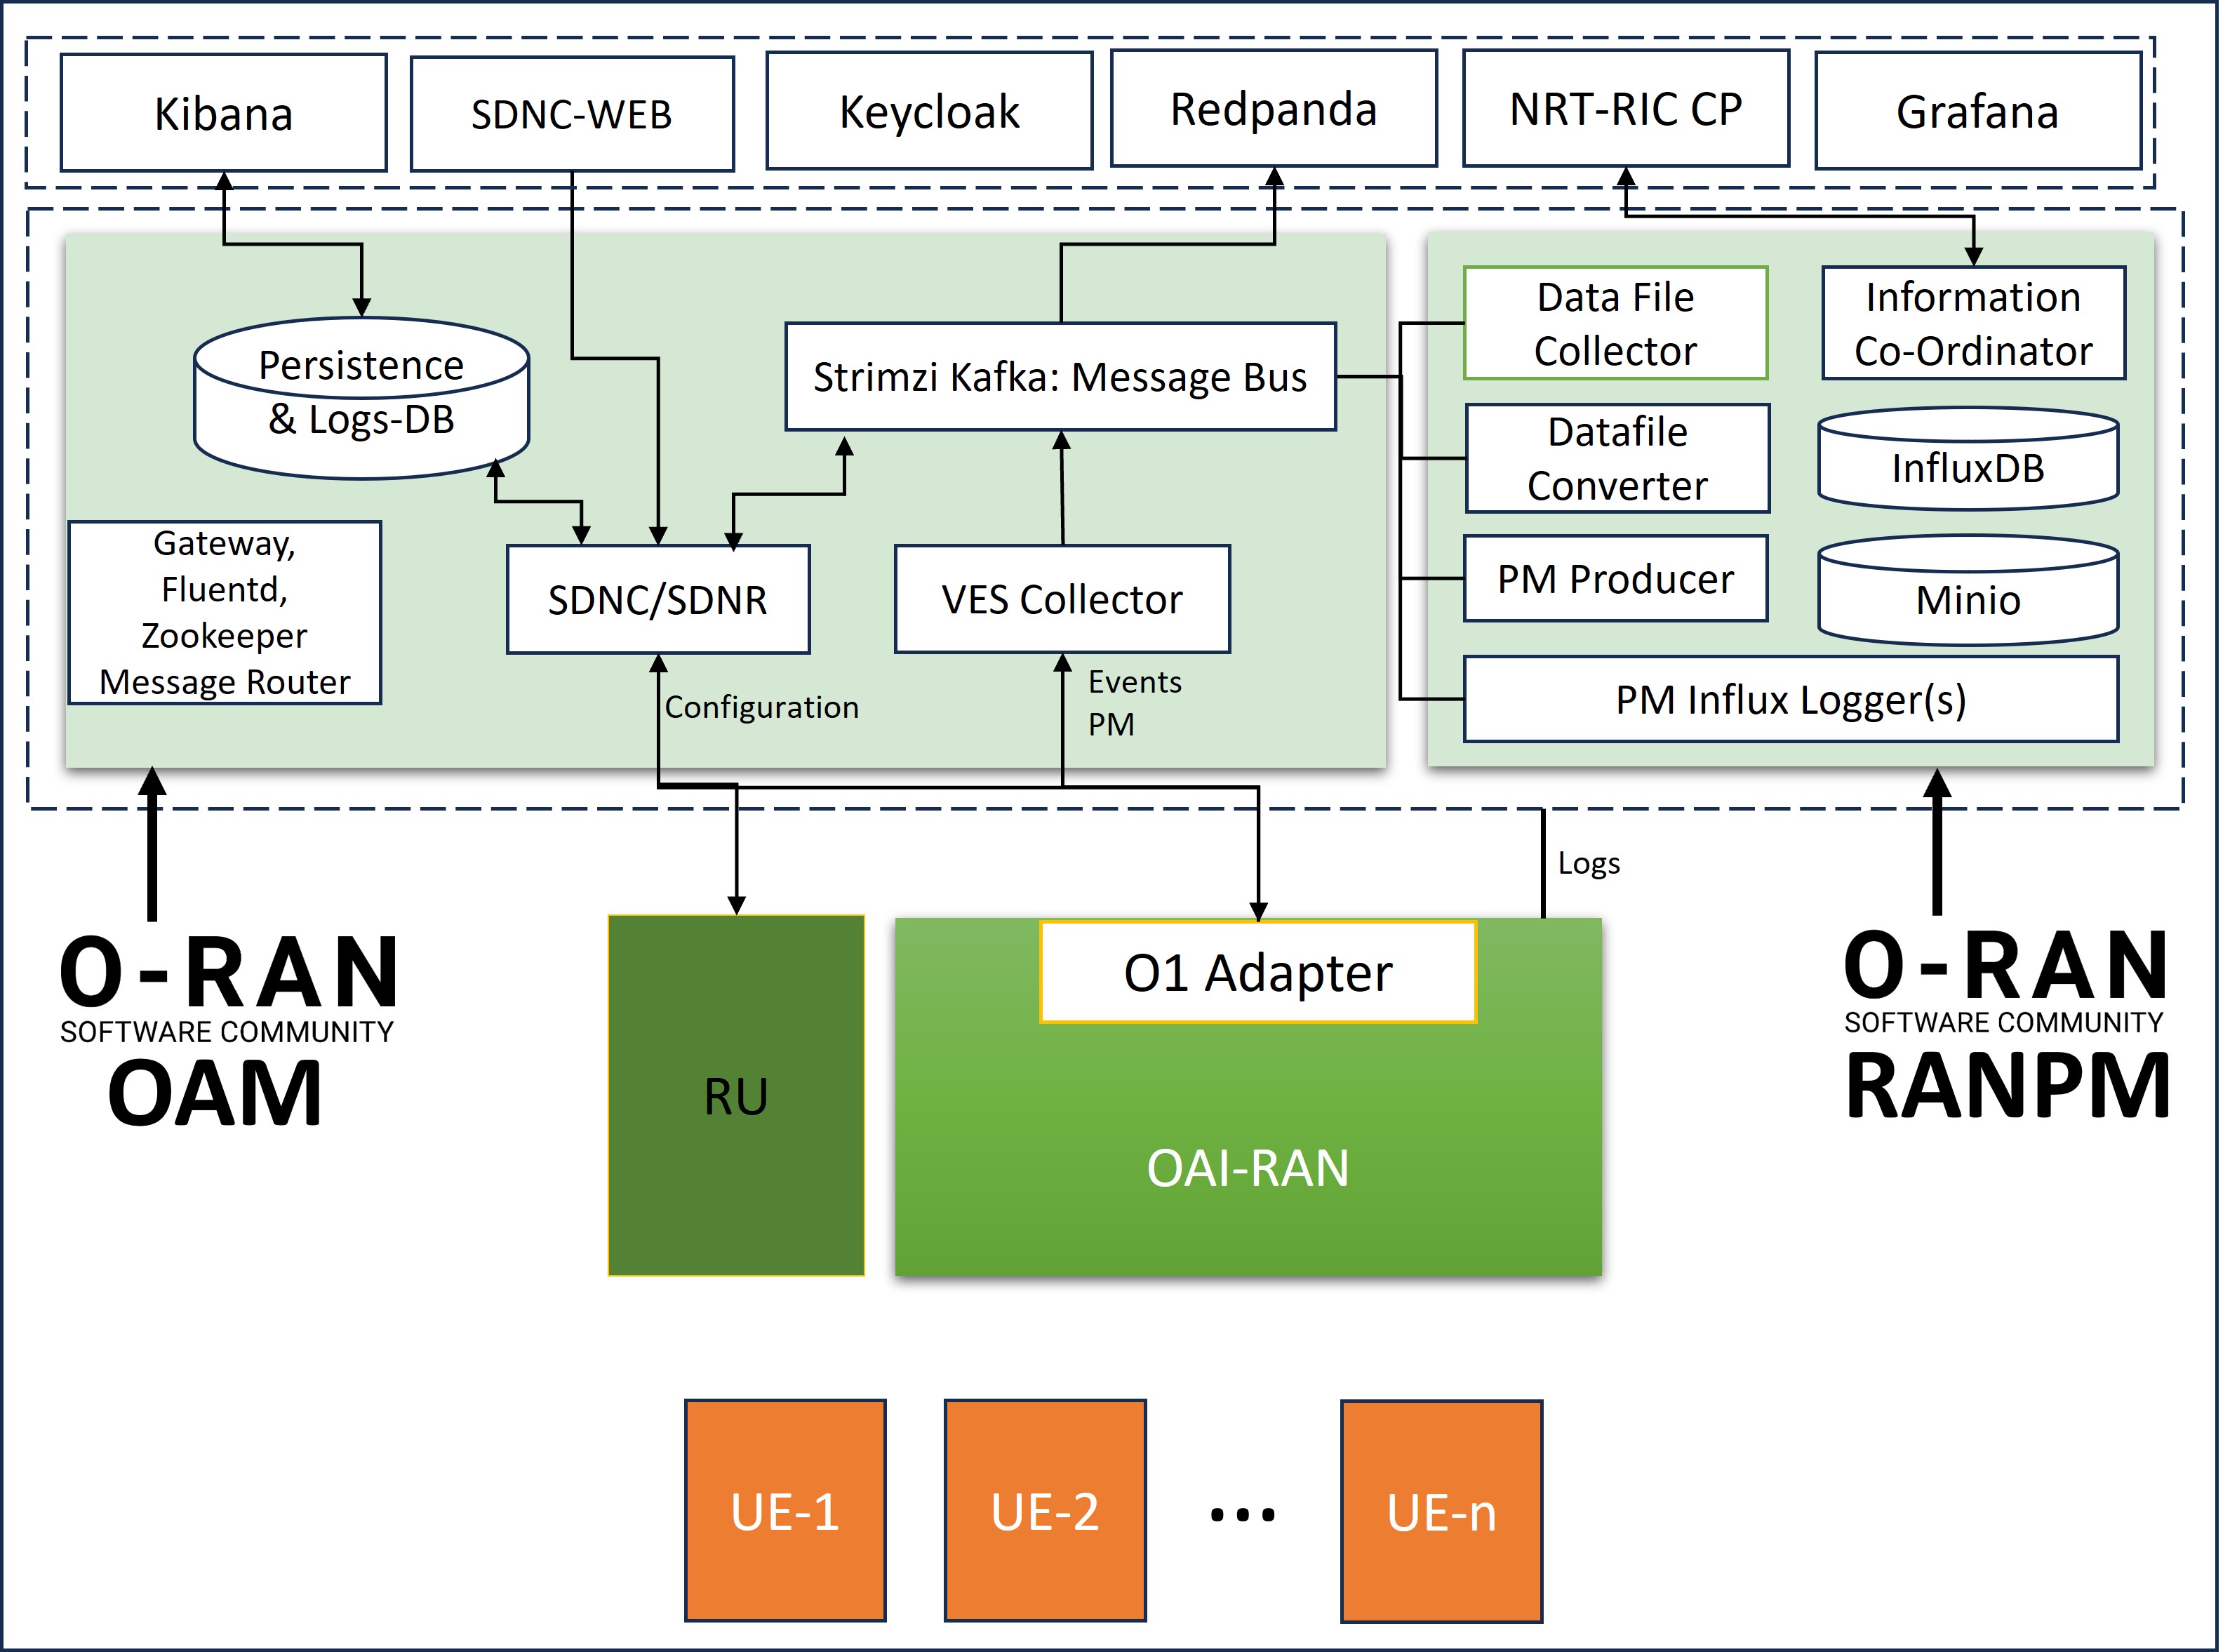 Kibana
SDNC-WEB
Keycloak
Redpanda
NRT-RIC CP
Grafana
Persistence
& Logs-DB
Strimzi Kafka: Message Bus
Gateway,
Fluentd,
Zookeeper
Message Router
SDNC/SDNR
VES Collector
Configuration
Events
PM
Data File
Collector
Information
Co-Ordinator
Datafile
Converter
InfluxDB
PM Producer
Minio
PM Influx Logger(s)
Logs
O-RAN
SOFTWARE COMMUNITY
OAM
RU
O1 Adapter
OAI-RAN
O-RAN
SOFTWARE COMMUNITY
RANPM
UE-1
UE-2
...
UE-n